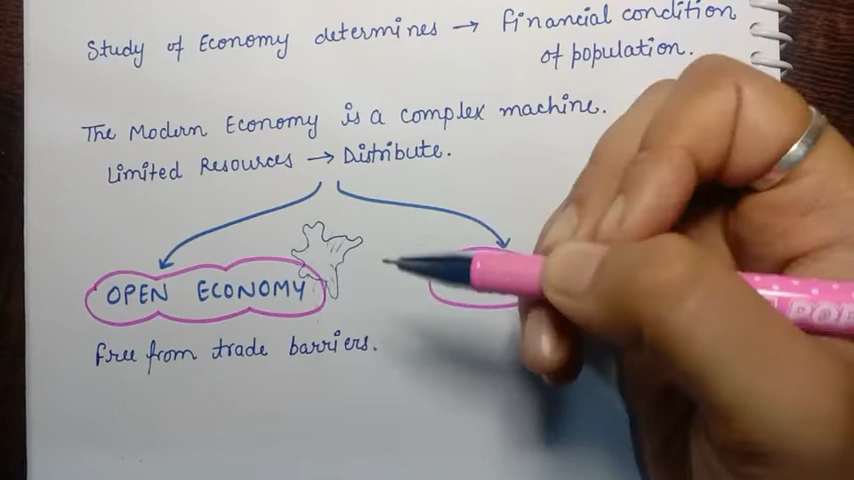 Study of Economy determines → financial condition
of population.
The Modern Economy is a complex machine.
Limited Resources → Distribute.
OPEN ECONOMY
free from trade barriers.